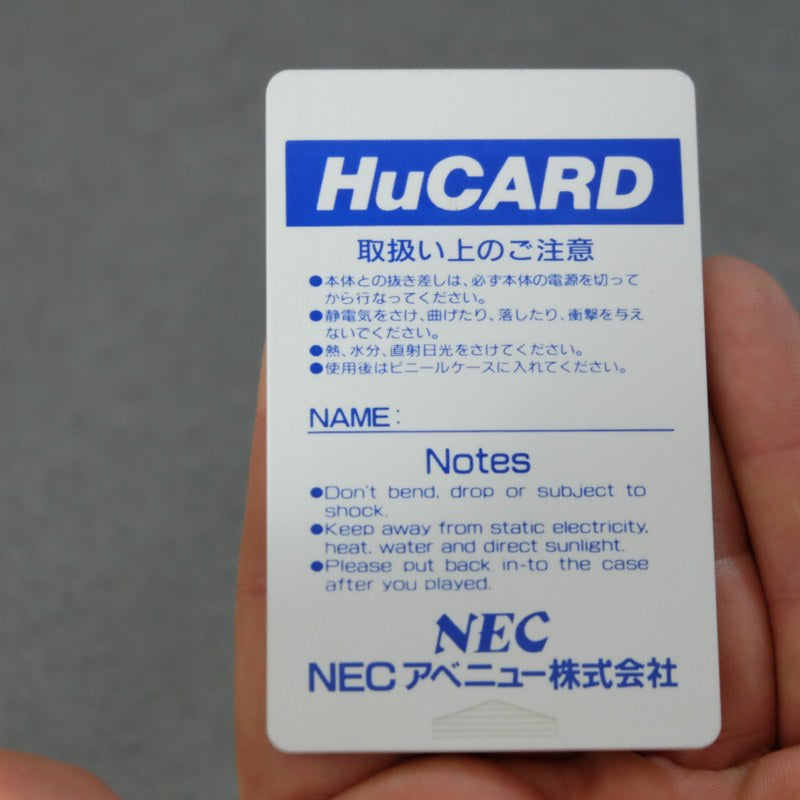 HuCARD
取扱い上のご注意
●本体との抜き差しは、必ず本体の電源を切って
から行なってください。
●静電気をさけ、曲げたり、落したり、衝撃を与え
ないでください。
●熱、水分、直射日光をさけてください。
●使用後はビニールケースに入れてください。
NAME:
Notes
●Don't bend, drop or subject to
shock.
●Keep away from static electricity,
heat, water and direct sunlight.
●Please put back in-to the case
after you played.
NEC
NECアベニュー株式会社